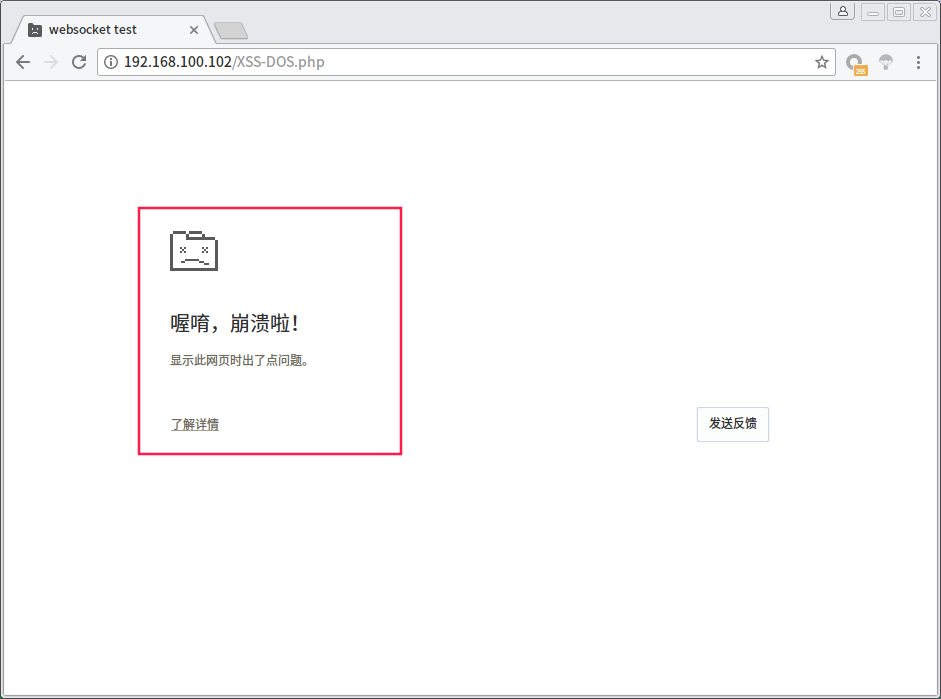 websocket test
192.168.100.102/XSS-DOS.php
255
喔唷，崩溃啦！
显示此网页时出了点问题。
了解详情
发送反馈